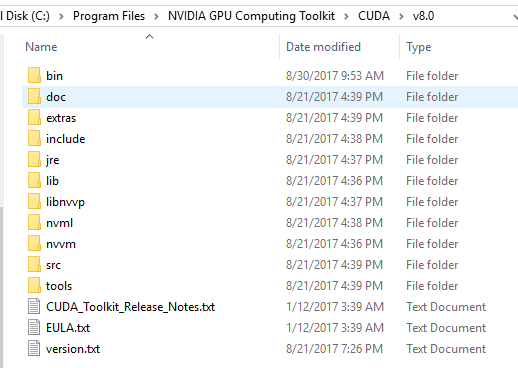 l Disk (C:) › Program Files › NVIDIA GPU Computing Toolkit › CUDA › v8.0
Name Date modified Type
bin 8/30/2017 9:53 AM File folder
doc 8/21/2017 4:39 PM File folder
extras 8/21/2017 4:39 PM File folder
include 8/21/2017 4:38 PM File folder
jre 8/21/2017 4:37 PM File folder
lib 8/21/2017 4:36 PM File folder
libnvvp 8/21/2017 4:37 PM File folder
nvml 8/21/2017 4:38 PM File folder
nvvm 8/21/2017 4:36 PM File folder
src 8/21/2017 4:39 PM File folder
tools 8/21/2017 4:39 PM File folder
CUDA_Toolkit_Release_Notes.txt 1/12/2017 3:39 AM Text Document
EULA.txt 1/12/2017 3:39 AM Text Document
version.txt 8/21/2017 7:26 PM Text Document